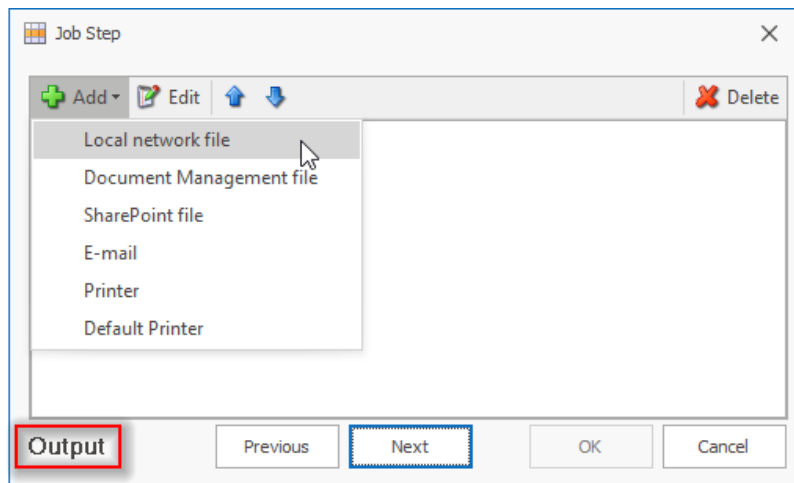 Job Step
Add Edit Delete
Local network file
Document Management file
SharePoint file
E-mail
Printer
Default Printer
Output Previous Next OK Cancel